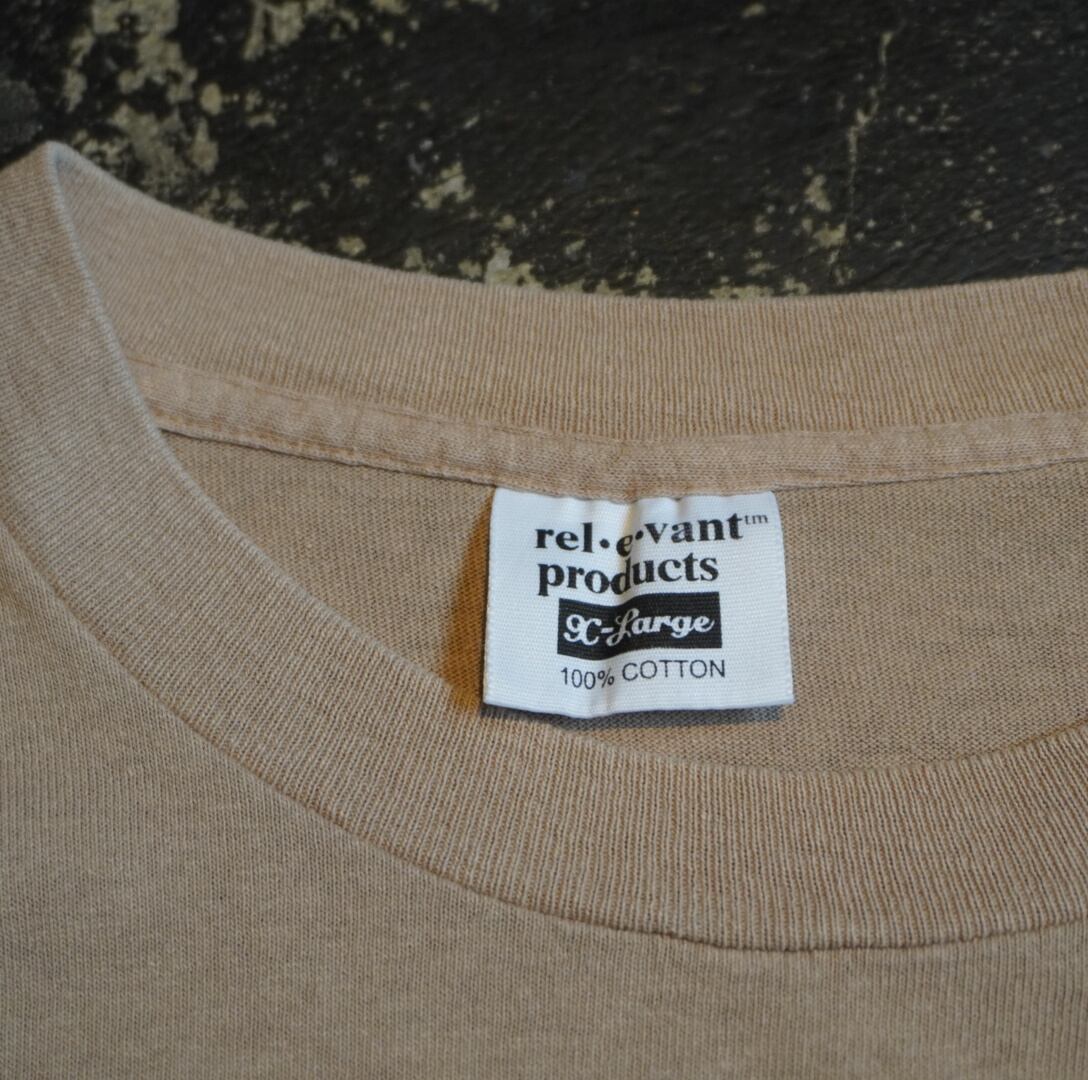 rel·e·vant™
products
X-Large
100% COTTON